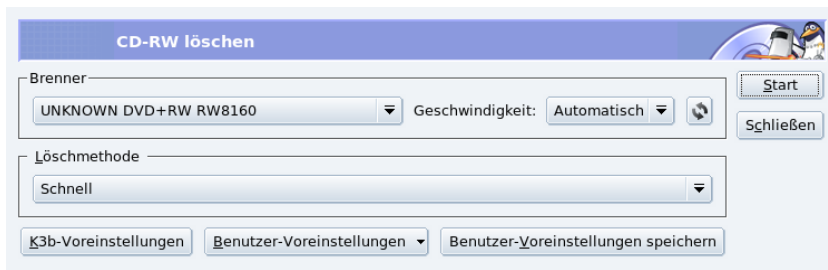 CD-RW löschen
Brenner
UNKNOWN DVD+RW RW8160 Geschwindigkeit: Automatisch
Start
Schließen
Löschmethode
Schnell
K3b-Voreinstellungen Benutzer-Voreinstellungen Benutzer-Voreinstellungen speichern